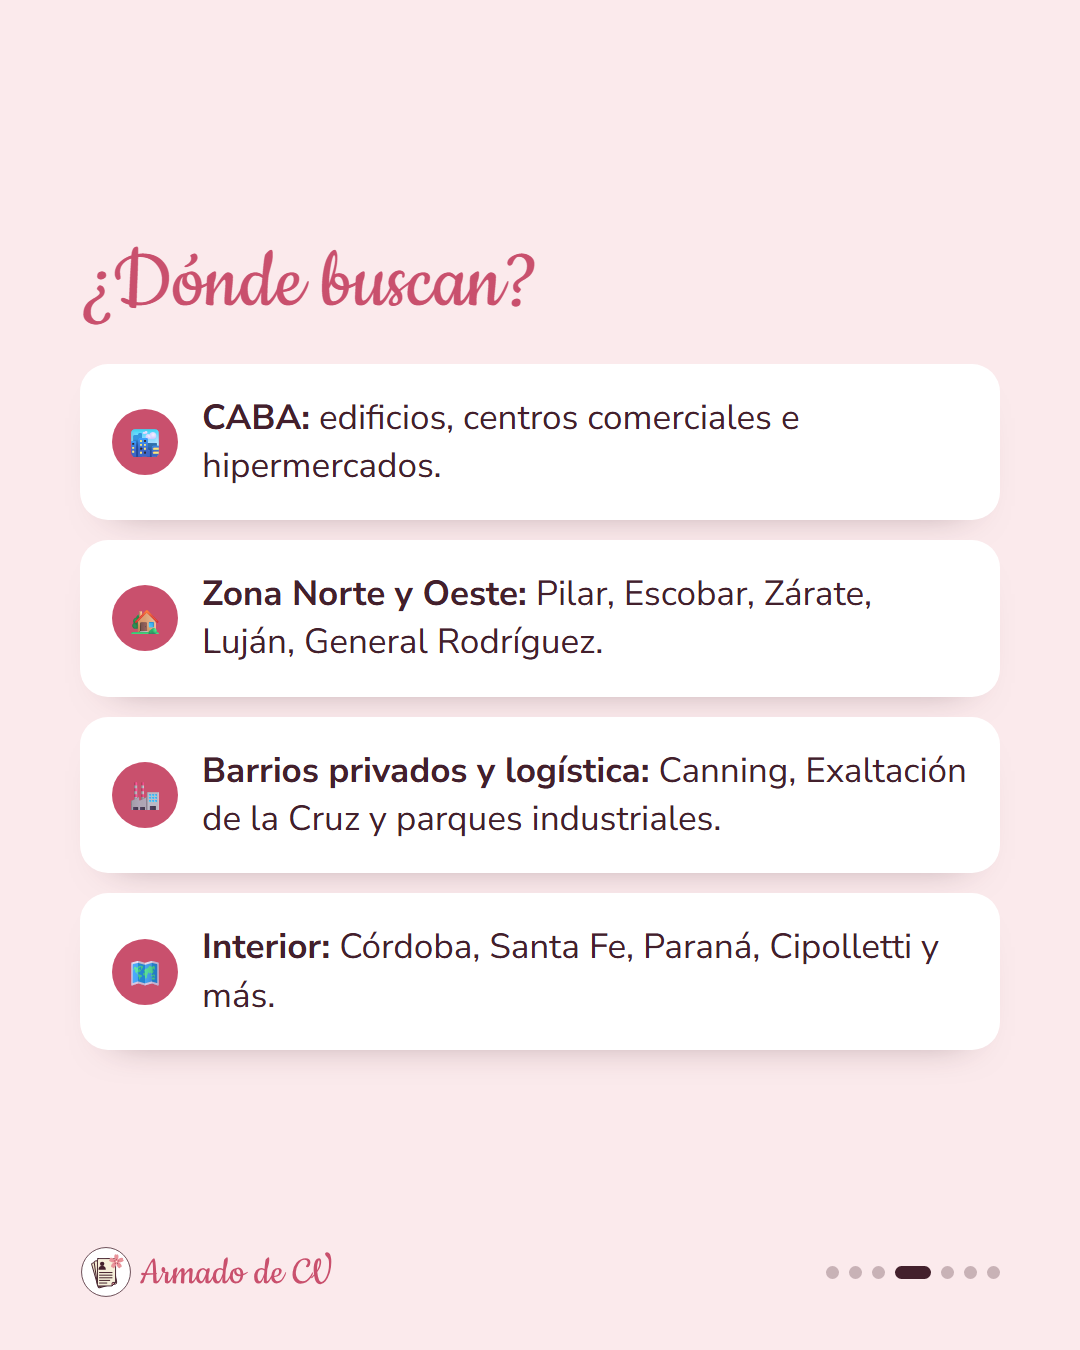 ¿Dónde buscan?
CABA: edificios, centros comerciales e
hipermercados.
Zona Norte y Oeste: Pilar, Escobar, Zárate,
Luján, General Rodríguez.
Barrios privados y logística: Canning, Exaltación
de la Cruz y parques industriales.
Interior: Córdoba, Santa Fe, Paraná, Cipolletti y
más.
Armado de CV